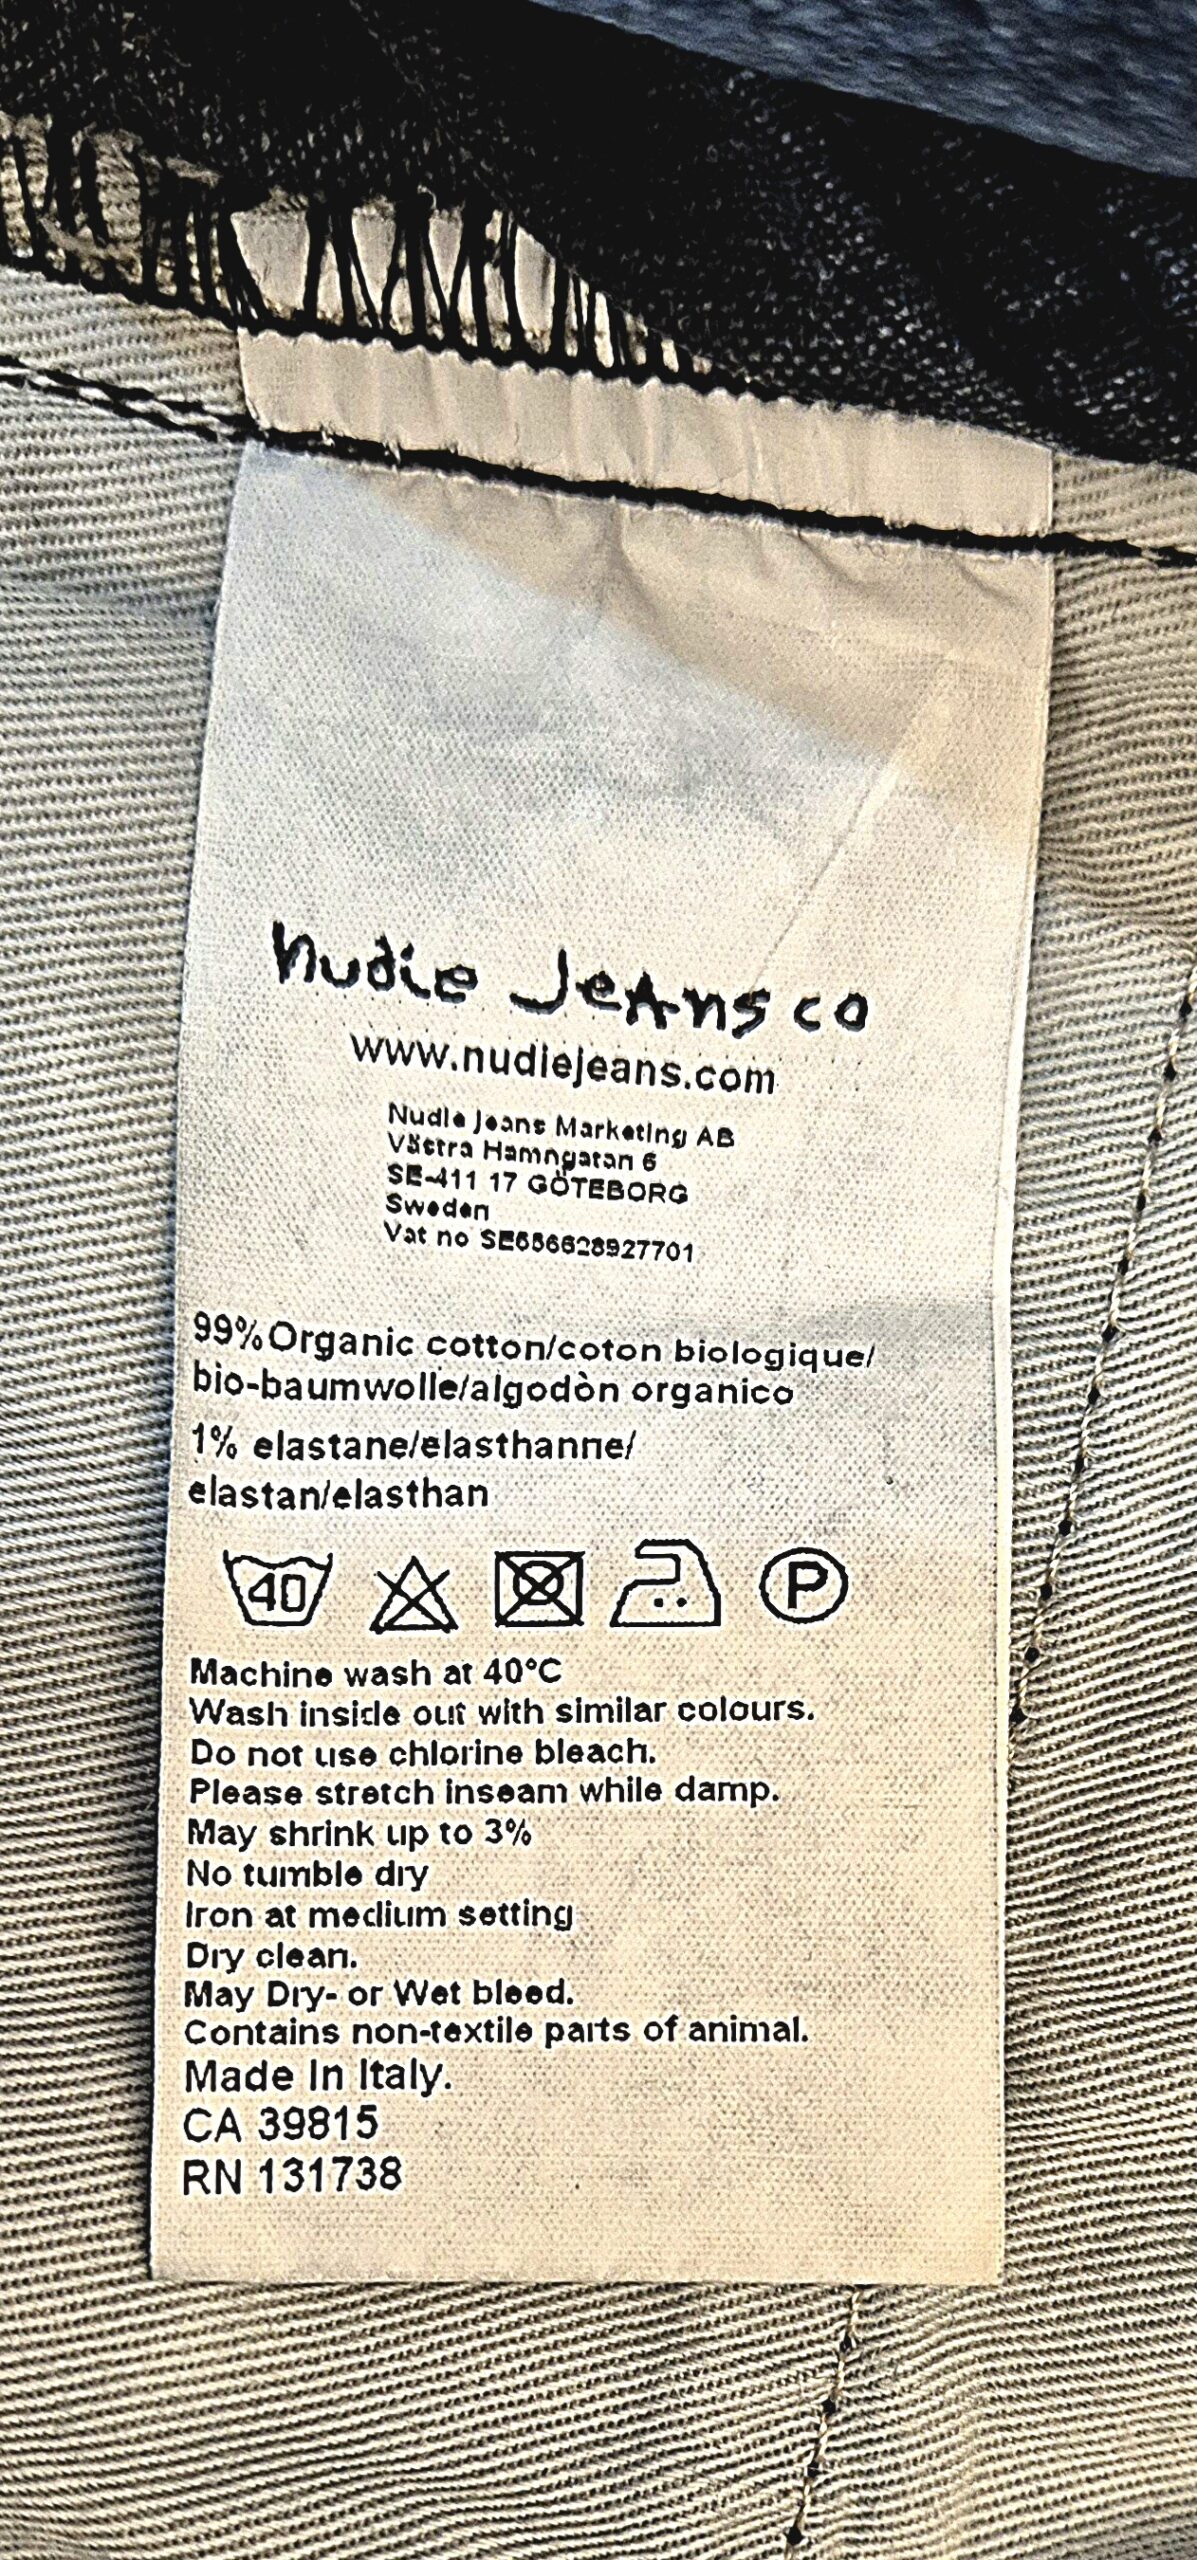 nudie Jeans co
www.nudiejeans.com
Nudie Jeans Marketing AB
Västra Hamngatan 6
SE-411 17 GÖTEBORG
Sweden
Vat no SE556628927701
99%Organic cotton/coton biologique/
bio-baumwolle/algodòn organico
1% elastane/elasthanne/
elastan/elasthan
40
P
Machine wash at 40°C
Wash inside out with similar colours.
Do not use chlorine bleach.
Please stretch inseam while damp.
May shrink up to 3%
No tumble dry
Iron at medium setting
Dry clean.
May Dry- or Wet bleed.
Contains non-textile parts of animal.
Made In Italy.
CA 39815
RN 131738